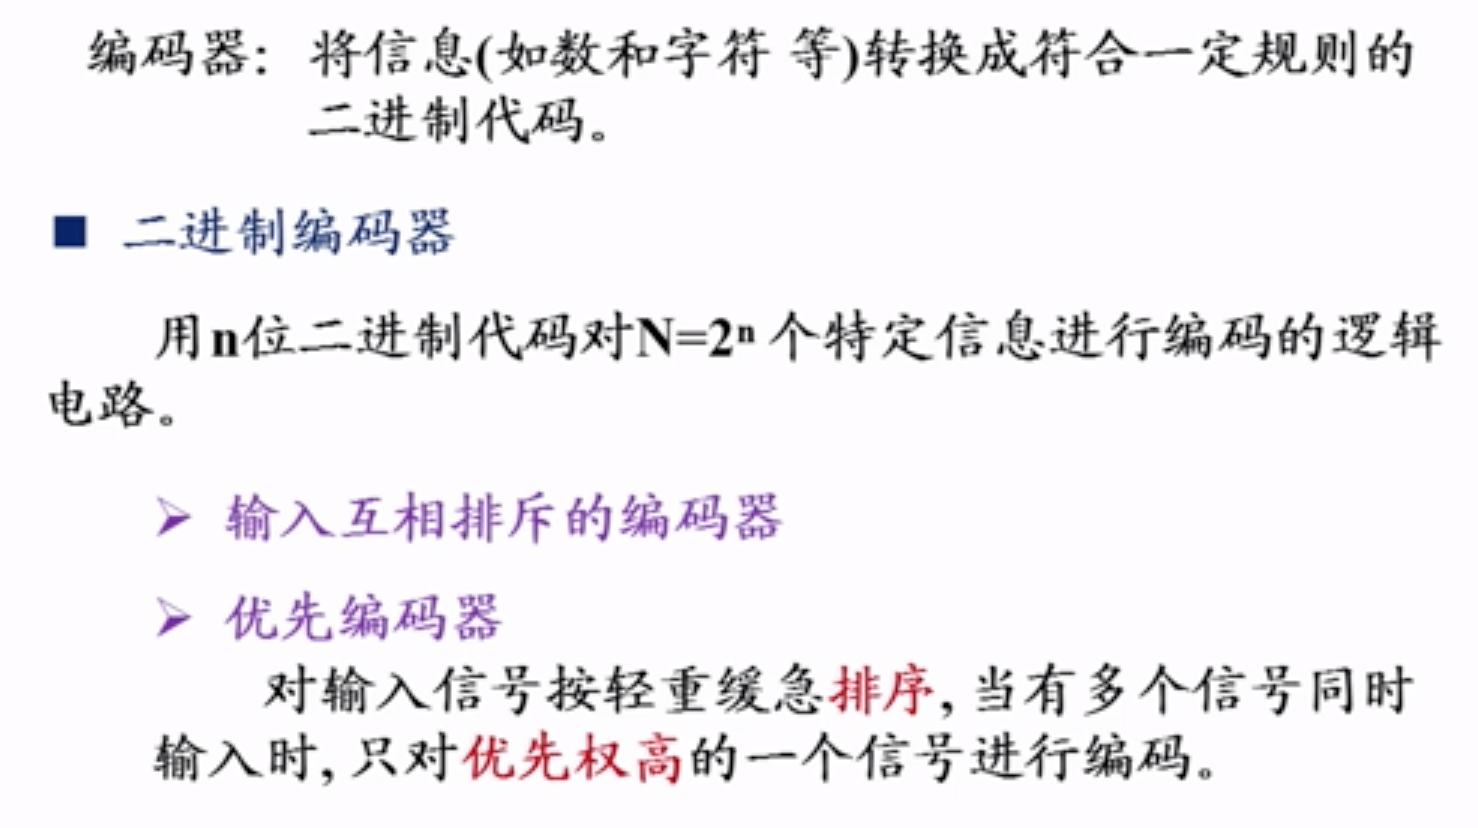 编码器: 将信息(如数和字符 等)转换成符合一定规则的
二进制代码。
■ 二进制编码器
用n位二进制代码对N=2ⁿ个特定信息进行编码的逻辑
电路。
➢ 输入互相排斥的编码器
➢ 优先编码器
对输入信号按轻重缓急排序, 当有多个信号同时
输入时, 只对优先权高的一个信号进行编码。